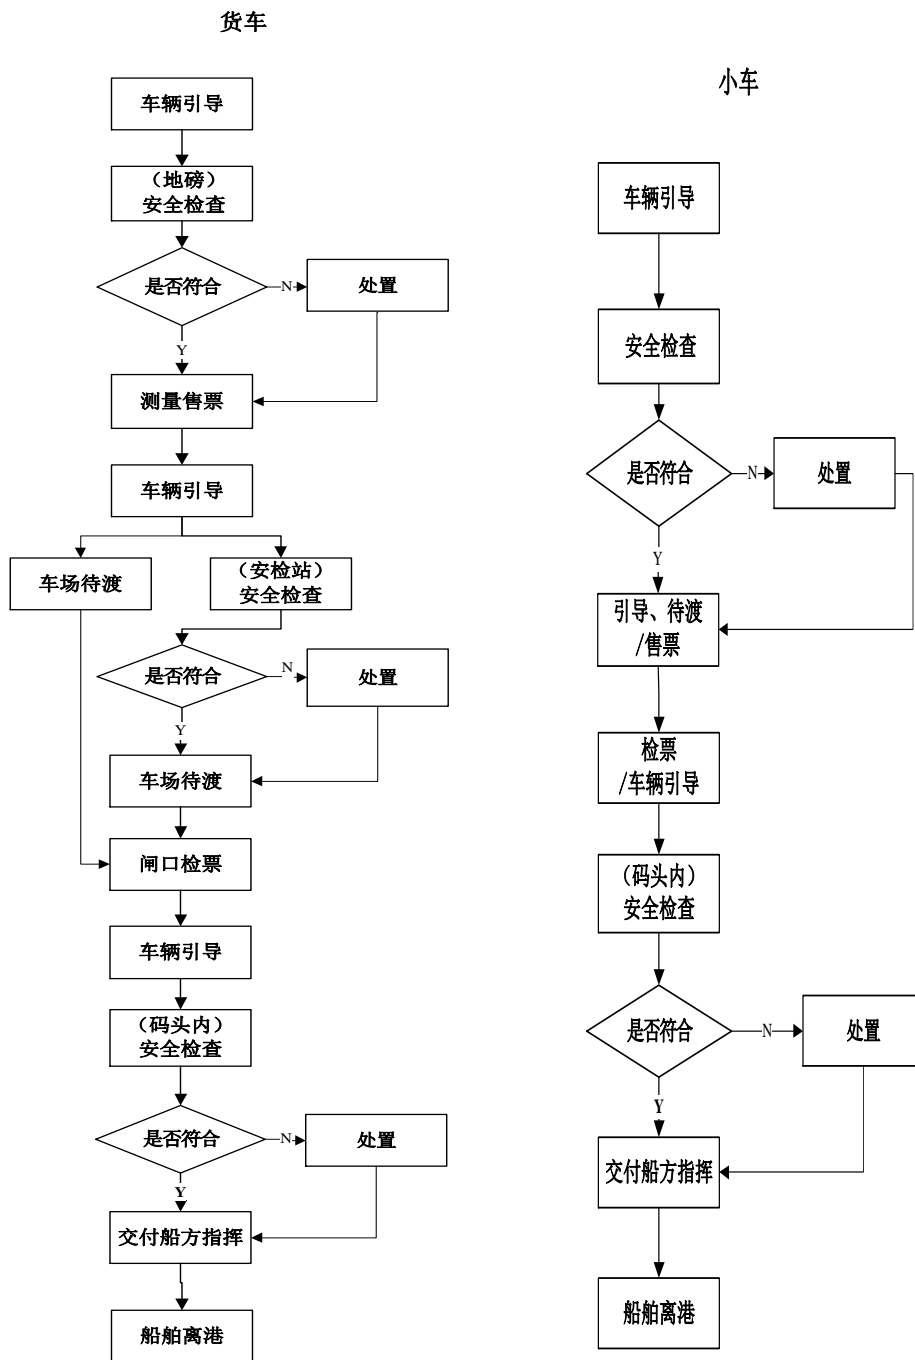 货车
车辆引导
（地磅）
安全检查
是否符合
N
处置
Y
测量售票
车辆引导
车场待渡
（安检站）
安全检查
是否符合
N
处置
Y
车场待渡
闸口检票
车辆引导
（码头内）
安全检查
是否符合
N
处置
Y
交付船方指挥
船舶离港
小车
车辆引导
安全检查
是否符合
N
处置
Y
引导、待渡
/售票
检票
/车辆引导
（码头内）
安全检查
是否符合
N
处置
Y
交付船方指挥
船舶离港